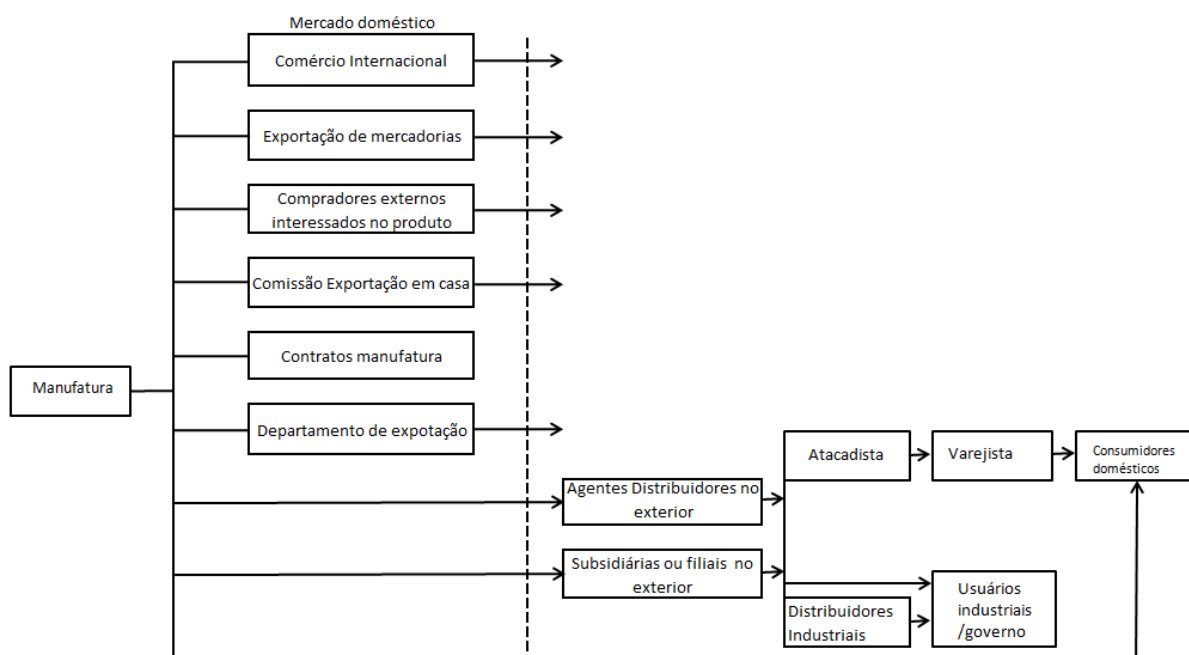 Mercado doméstico
Comércio Internacional
Exportação de mercadorias
Compradores externos
interessados no produto
Comissão Exportação em casa
Contratos manufatura
Manufatura
Departamento de expotação
Atacadista
Varejista
Consumidores
domésticos
Agentes Distribuidores no
exterior
Subsidiárias ou filiais no
exterior
Distribuidores
Industriais
Usuários
industriais
/governo